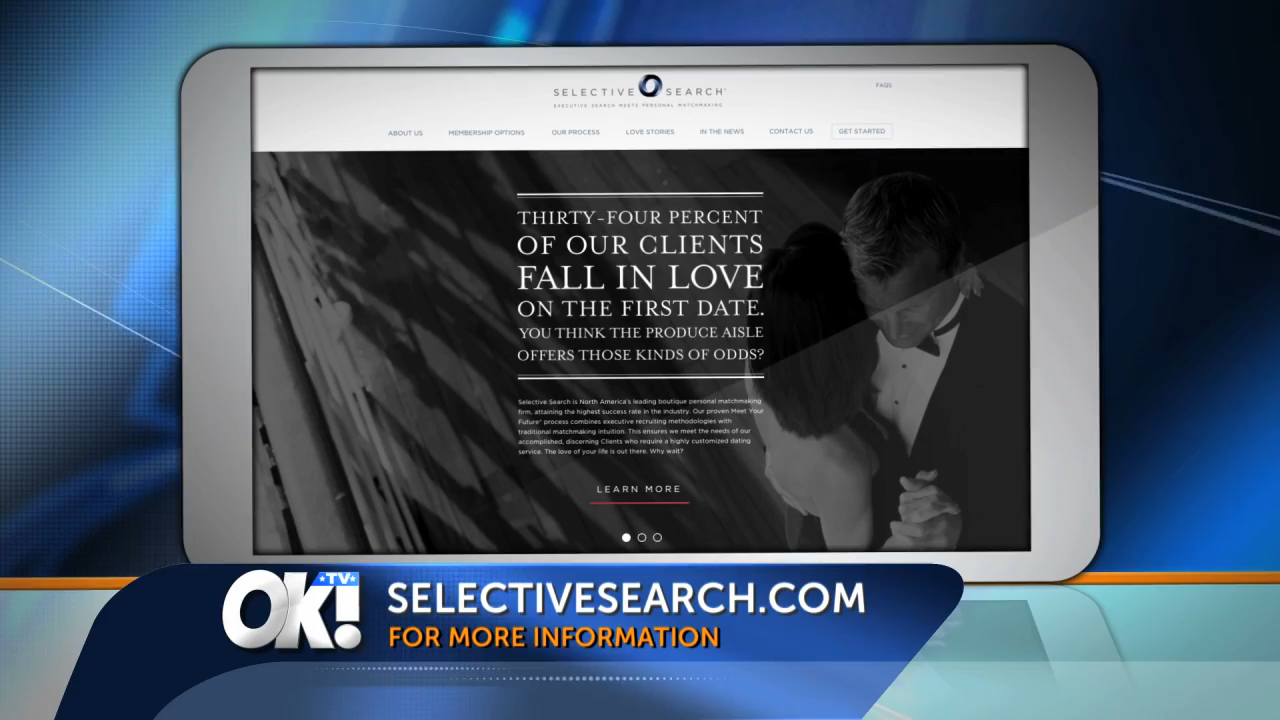 SELECTIVE SEARCH
EXECUTIVE SEARCH MEETS PERSONAL MATCHMAKING
FAQS
ABOUT US MEMBERSHIP OPTIONS OUR PROCESS LOVE STORIES IN THE NEWS CONTACT US GET STARTED
THIRTY-FOUR PERCENT
OF OUR CLIENTS
FALL IN LOVE
ON THE FIRST DATE.
YOU THINK THE PRODUCE AISLE
OFFERS THOSE KINDS OF ODDS?
Selective Search is North America's leading boutique personal matchmaking
firm, attaining the highest success rate in the industry. Our proven Meet Your
Future® process combines executive recruiting methodologies with
traditional matchmaking intuition. This ensures we meet the needs of our
accomplished, discerning Clients who require a highly customized dating
service. The love of your life is out there. Why wait?
LEARN MORE
OK! TV
SELECTIVESEARCH.COM
FOR MORE INFORMATION